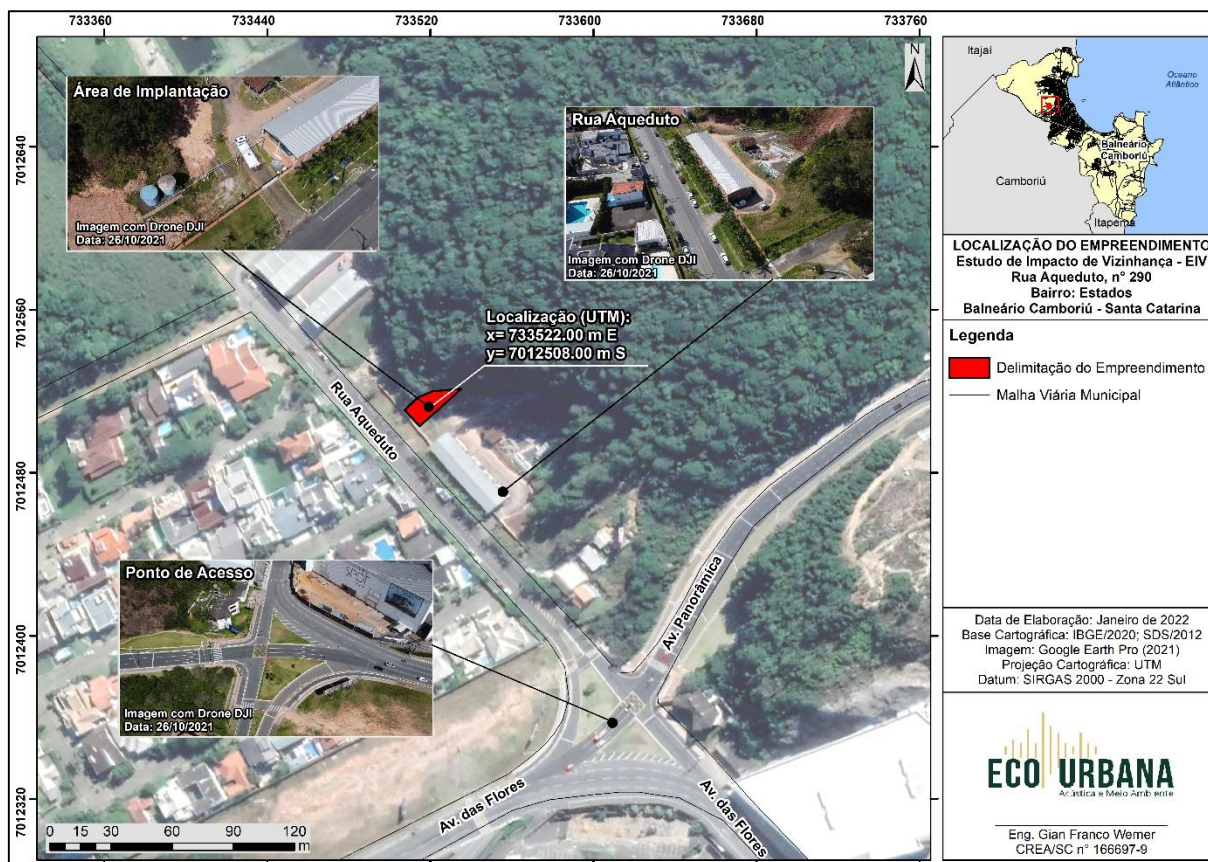 733360
733440
733520
733600
733680
733760
7012640
7012560
7012480
7012400
7012320
Área de Implantação
Imagem com Drone DJI
Data: 26/10/2021
Rua Aqueduto
Imagem com Drone DJI
Data: 26/10/2021
Localização (UTM):
x= 733522.00 m E
y= 7012508.00 m S
Rua Aqueduto
Av. Panorâmica
Ponto de Acesso
Imagem com Drone DJI
Data: 26/10/2021
Av. das Flores
Av. das Flores
0 15 30 60 90 120
m
N
Itajaí
Oceano
Atlântico
Balneário
Camboriú
Camboriú
Itapema
LOCALIZAÇÃO DO EMPREENDIMENTO
Estudo de Impacto de Vizinhança - EIV
Rua Aqueduto, n° 290
Bairro: Estados
Balneário Camboriú - Santa Catarina
Legenda
Delimitação do Empreendimento
Malha Viária Municipal
Data de Elaboração: Janeiro de 2022
Base Cartográfica: IBGE/2020; SDS/2012
Imagem: Google Earth Pro (2021)
Projeção Cartográfica: UTM
Datum: SIRGAS 2000 - Zona 22 Sul
ECO URBANA
Acústica e Meio Ambiente
Eng. Gian Franco Werner
CREA/SC n° 166697-9